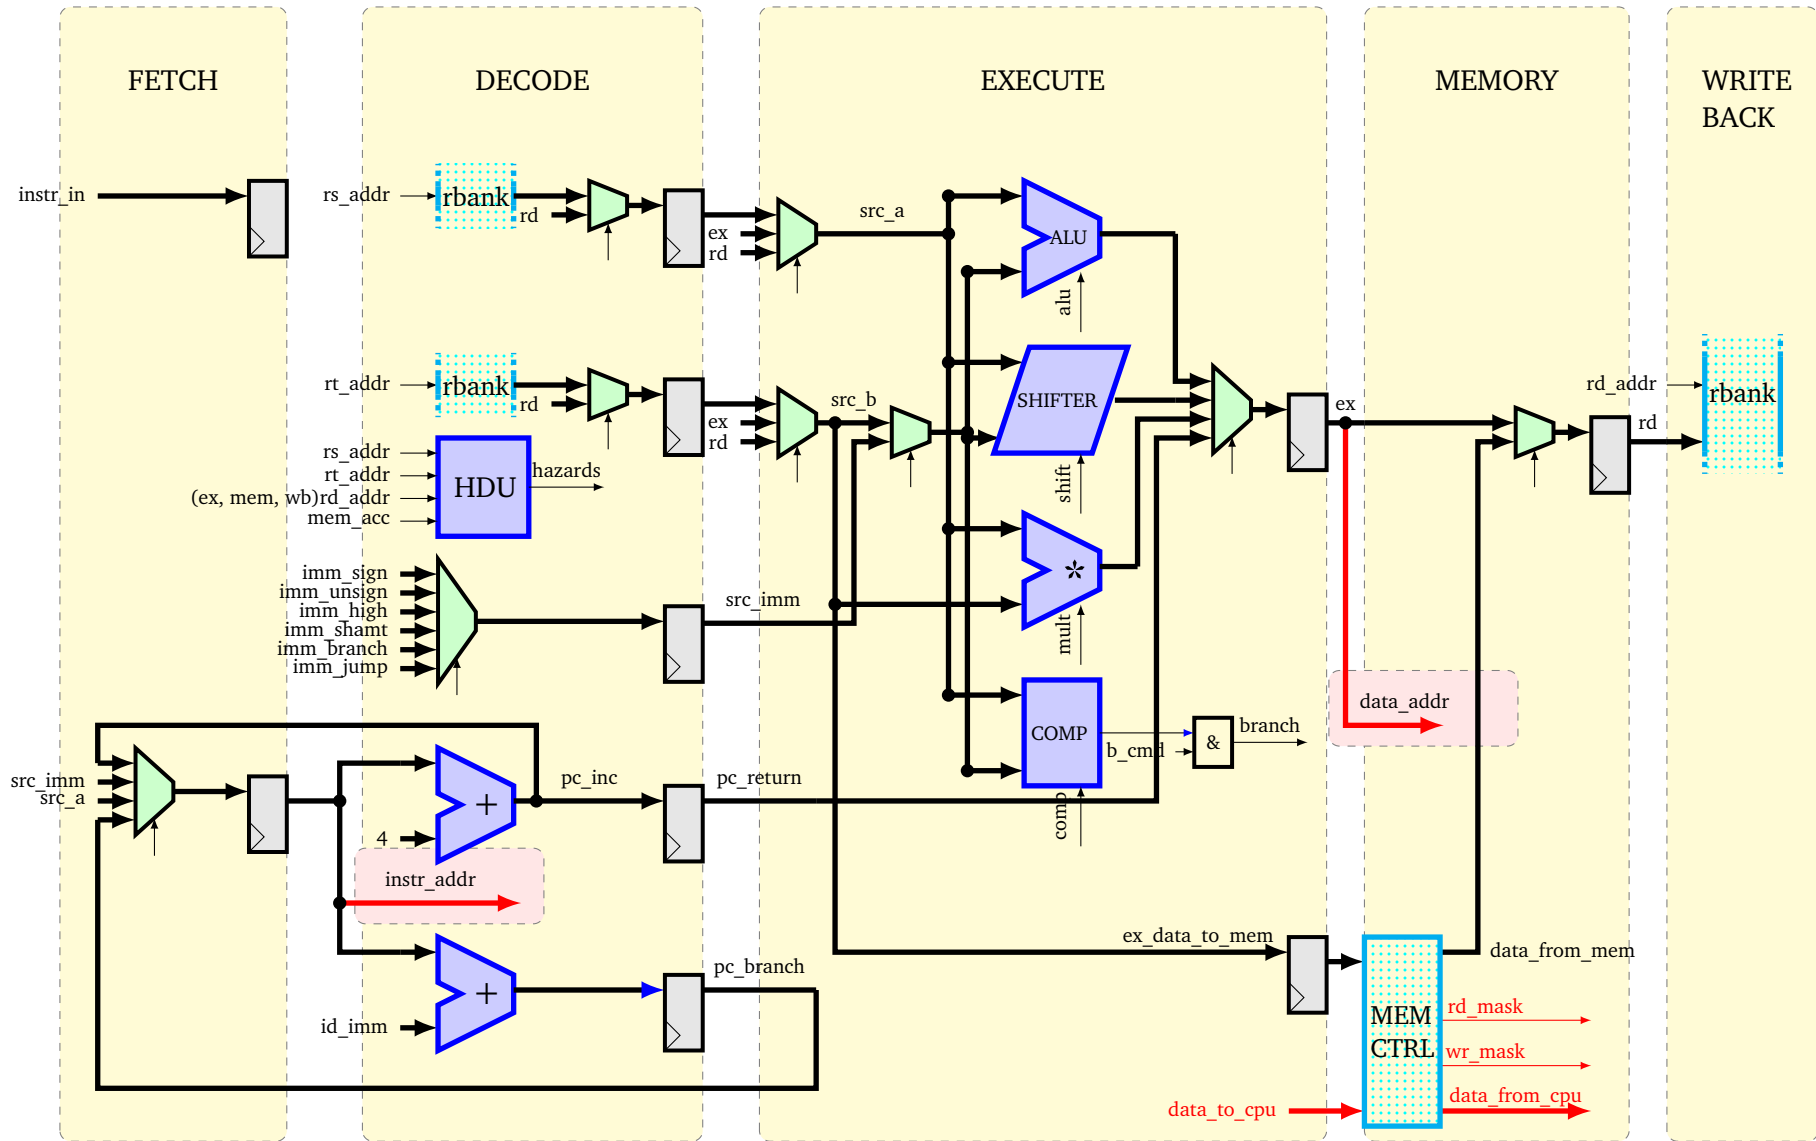 FETCH
DECODE
EXECUTE
MEMORY
WRITE
BACK
instr_in
rs_addr
rbank
rd
ex
rd
src_a
ALU
alu
rt_addr
rbank
rd
ex
rd
src_b
SHIFTER
shift
ex
rd_addr
rbank
rd
rs_addr
rt_addr
(ex, mem, wb)rd_addr
mem_acc
HDU
hazards
imm_sign
imm_unsign
imm_high
imm_shamt
imm_branch
imm_jump
src_imm
*
mult
COMP
comp
b_cmd
&
branch
data_addr
src_imm
src_a
+
4
pc_inc
pc_return
instr_addr
+
id_imm
pc_branch
ex_data_to_mem
data_from_mem
MEM
CTRL
rd_mask
wr_mask
data_from_cpu
data_to_cpu